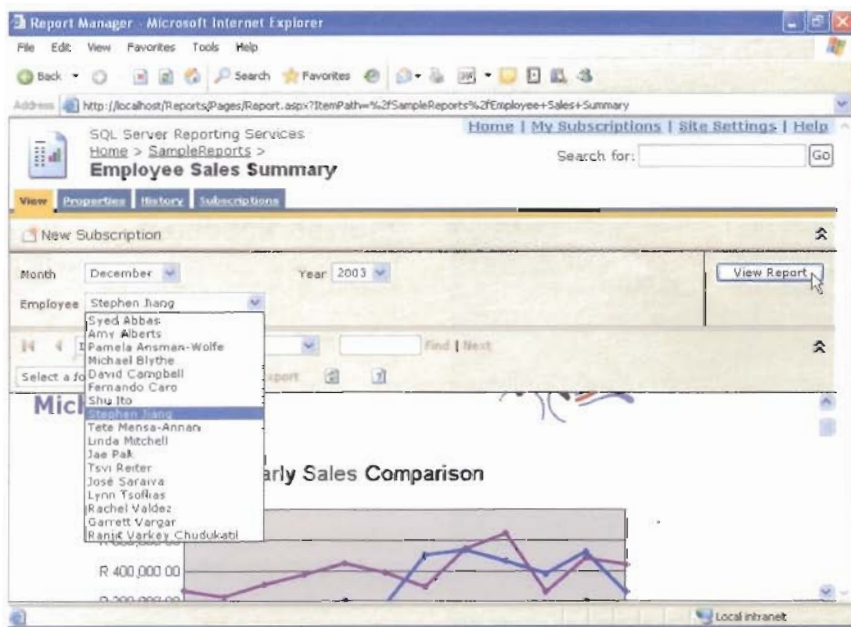 Report Manager - Microsoft Internet Explorer
File Edit View Favorites Tools Help
Back Search Favorites
Address http://localhost/Reports/Pages/Report.aspx?ItemPath=%2fSampleReports%2fEmployee+Sales+Summary
SQL Server Reporting Services
Home | My Subscriptions | Site Settings | Help
Home > SampleReports >
Employee Sales Summary
Search for: Go
View Properties History Subscriptions
New Subscription
Month December Year 2003 View Report
Employee Stephen Jiang
Syed Abbas
Amy Alberts
Pamela Ansman-Wolfe
Michael Blythe
David Campbell
Fernando Caro
Shu Ito
Stephen Jiang
Tete Mensa-Annan
Linda Mitchell
Jae Pak
Tsvi Reiter
José Saraiva
Lynn Tsoflias
Rachel Valdez
Garrett Vargar
Ranjit Varkey Chudukatil
Find | Next
Select a fo port
Mich
arly Sales Comparison
R 400,000 00
Local intranet